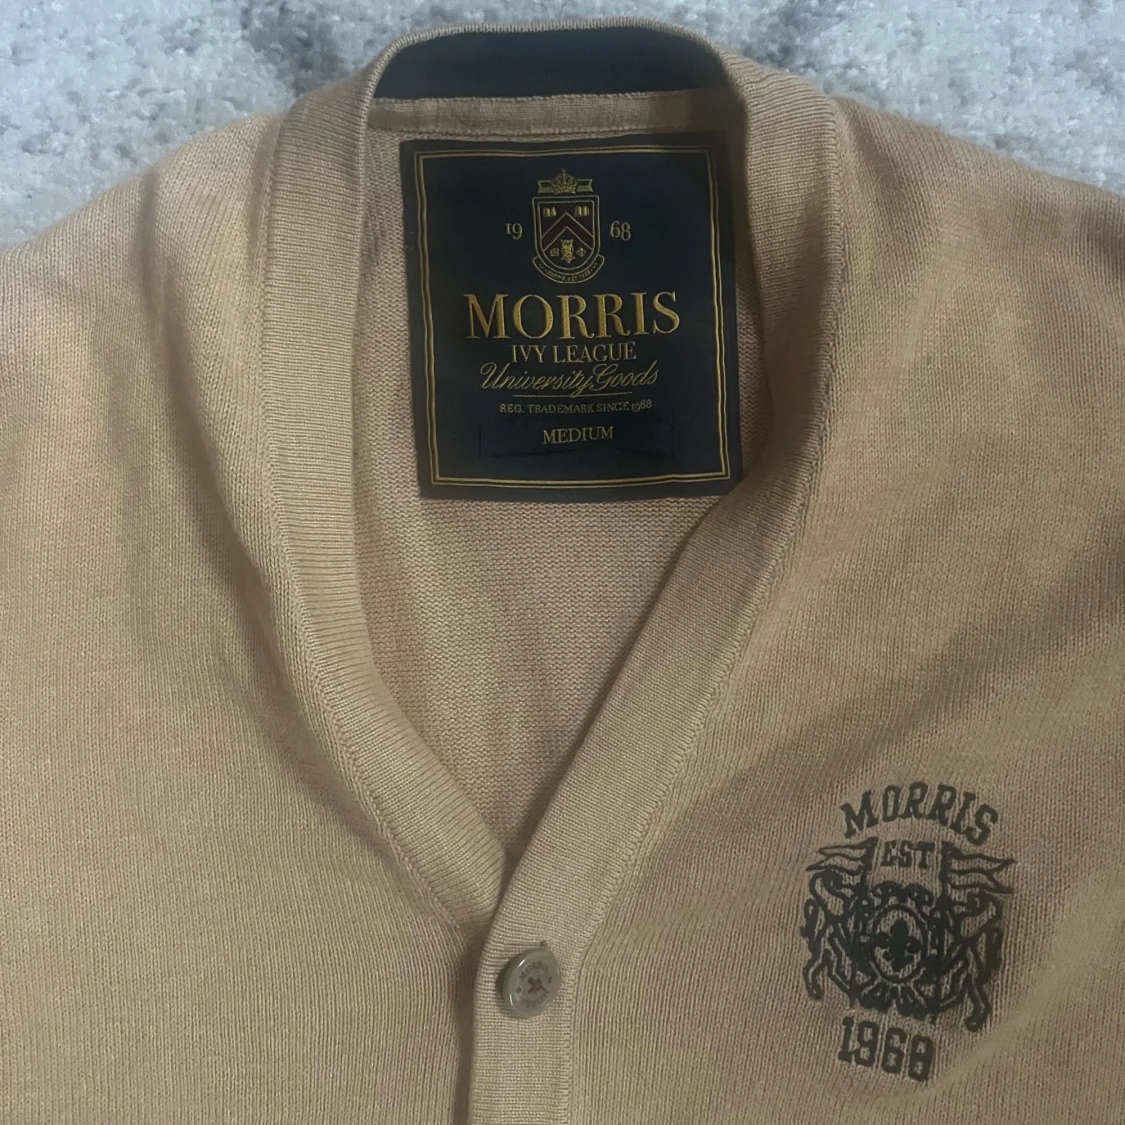 19 68
MORRIS
IVY LEAGUE
University Goods
REG. TRADEMARK SINCE 1968
MEDIUM
MORRIS
EST
1968